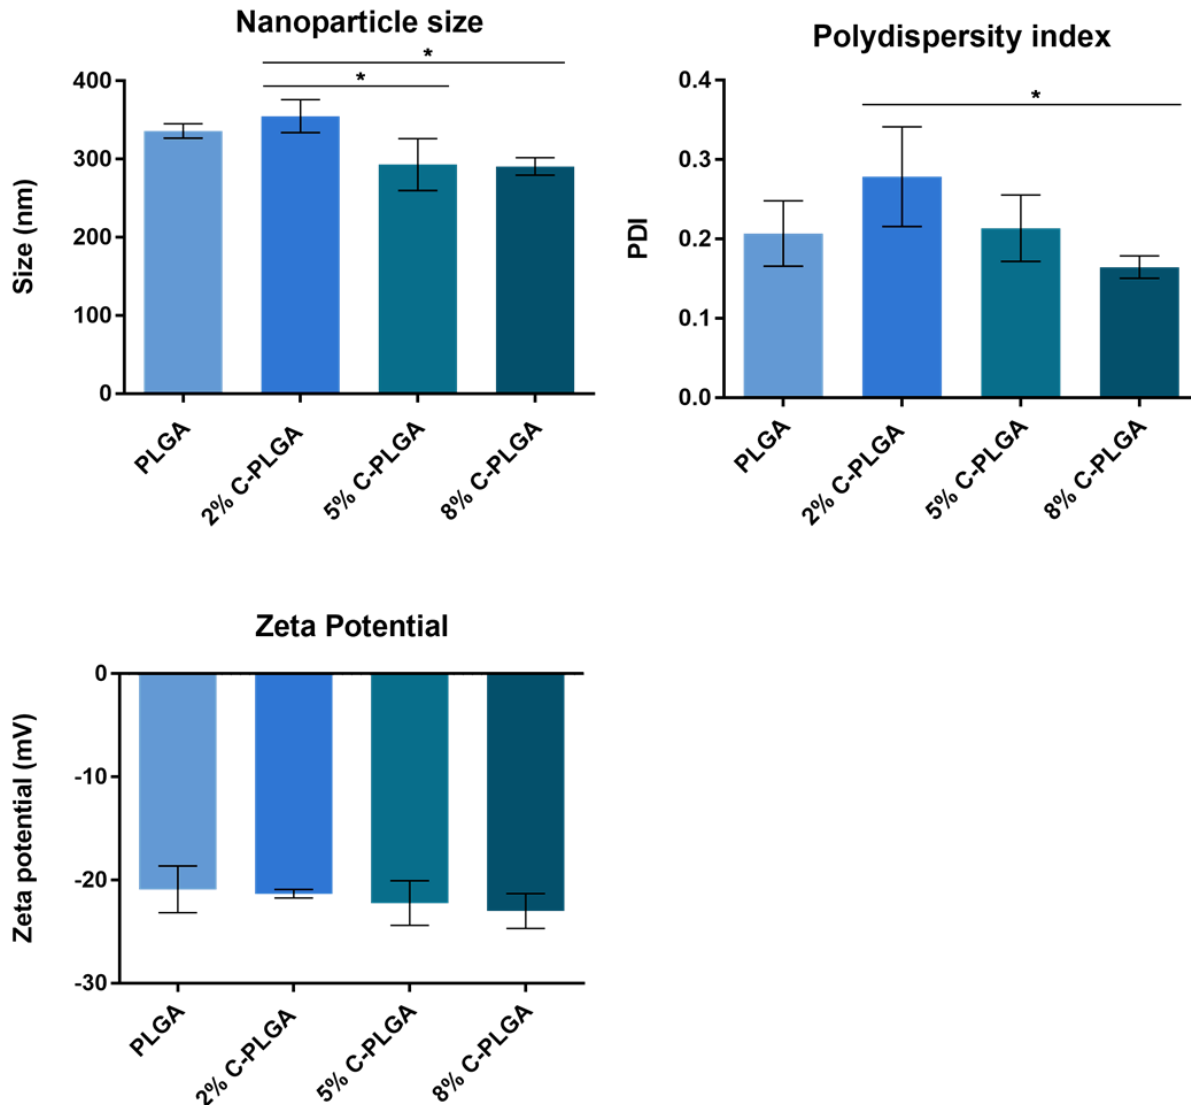 Nanoparticle size
*
*
400
300
200
100
0
Size (nm)
PLGA
2% C-PLGA
5% C-PLGA
8% C-PLGA
Polydispersity index
*
0.4
0.3
0.2
0.1
0.0
PDI
PLGA
2% C-PLGA
5% C-PLGA
8% C-PLGA
Zeta Potential
0
-10
-20
-30
Zeta potential (mV)
PLGA
2% C-PLGA
5% C-PLGA
8% C-PLGA